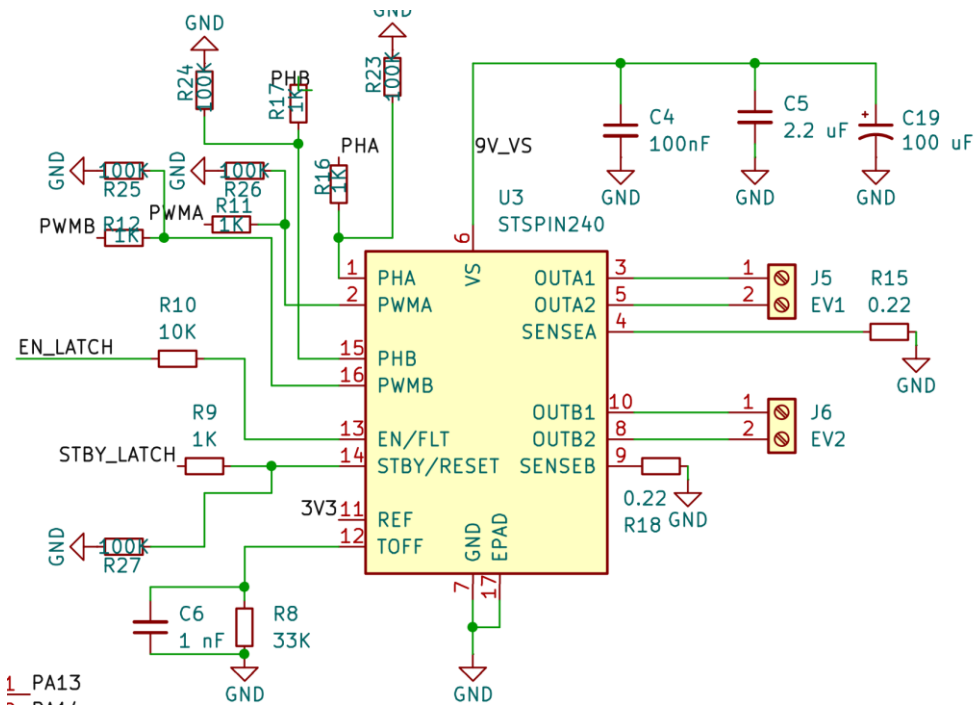 GND
GND
R24
100K
PHB
R17
1K
R23
100K
PHA
R16
1K
9V_VS
C4
100nF
C5
2.2 uF
C19
100 uF
+
GND
GND
GND
GND
100K
R25
GND
100K
R26
PWMA
R11
1K
PWMB
R12
1K
U3
STSPIN240
6
VS
1
PHA
2
PWMA
15
PHB
16
PWMB
13
EN/FLT
14
STBY/RESET
11
REF
12
TOFF
3
OUTA1
5
OUTA2
4
SENSEA
10
OUTB1
8
OUTB2
9
SENSEB
7
GND
17
EPAD
1
2
J5
EV1
R15
0.22
GND
1
2
J6
EV2
0.22
R18
GND
R10
10K
EN_LATCH
R9
1K
STBY_LATCH
3V3
GND
100K
R27
C6
1 nF
R8
33K
GND
GND
1 PA13
PA14